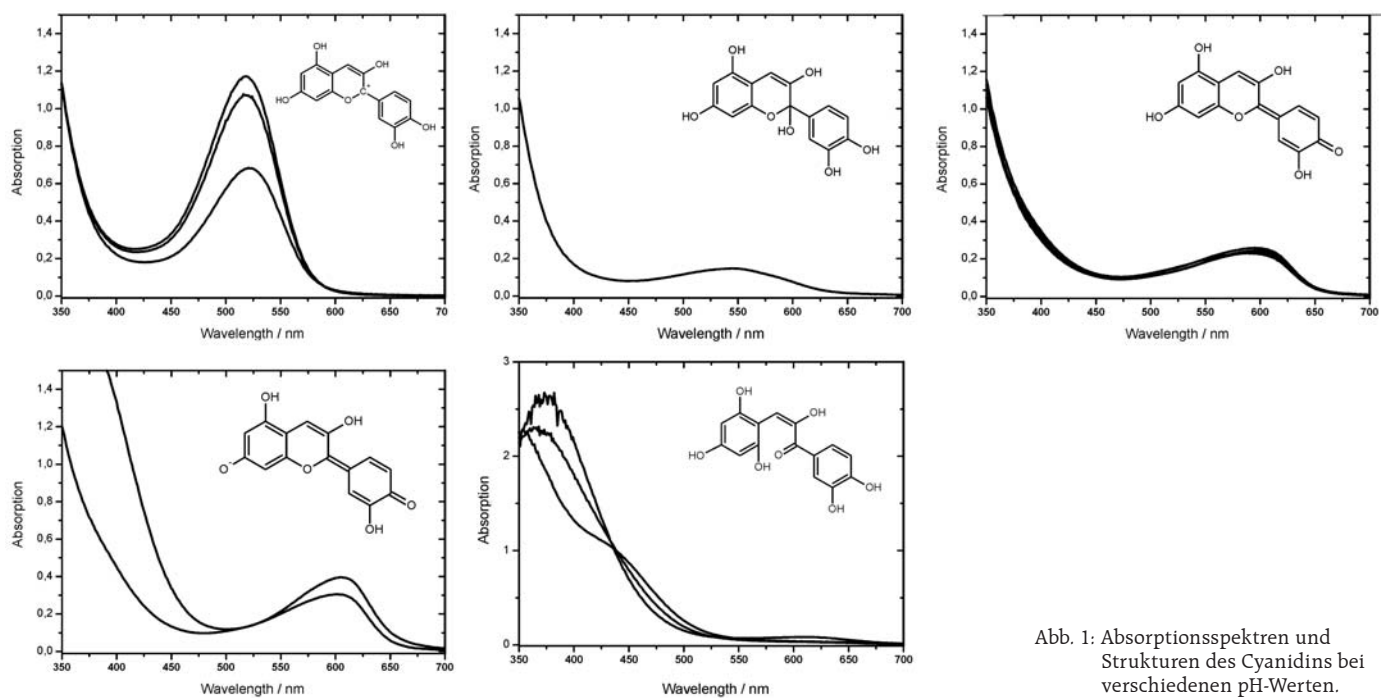 1,4
1,2
1,0
0,8
0,6
0,4
0,2
0,0
Absorption
OH
OH
HO
O
C
+
OH
OH
350 400 450 500 550 600 650 70
Wavelength / nm
1,4
1,2
1,0
0,8
0,6
0,4
0,2
0,0
Absorption
OH
OH
HO
O
HO
OH
OH
350 400 450 500 550 600 650 700
Wavelength / nm
1,4
1,2
1,0
0,8
0,6
0,4
0,2
0,0
Absorption
OH
OH
HO
O
O
OH
350 400 450 500 550 600 650 700
Wavelength / nm
1,4
1,2
1,0
0,8
0,6
0,4
0,2
0,0
Absorption
OH
OH
O-
O
O
OH
350 400 450 500 550 600 650 700
Wavelength / nm
3
2
1
0
Absorption
OH
OH
HO
OH
O
OH
OH
350 400 450 500 550 600 650 700
Wavelength / nm
Abb. 1: Absorptionsspektren und
Strukturen des Cyanidins bei
verschiedenen pH-Werten.